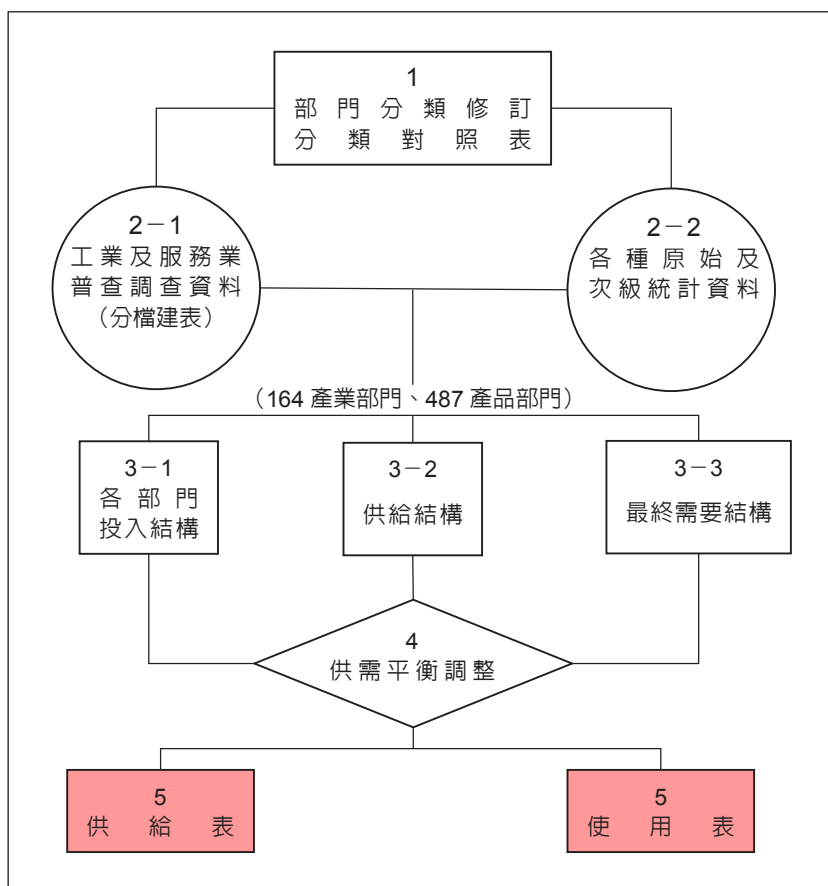 1
部門分類修訂
分類對照表
2－1
工業及服務業
普查調查資料
（分檔建表）
2－2
各種原始及
次級統計資料
（164 產業部門、487 產品部門）
3－1
各部門
投入結構
3－2
供給結構
3－3
最終需要結構
4
供需平衡調整
5
供給表
5
使用表